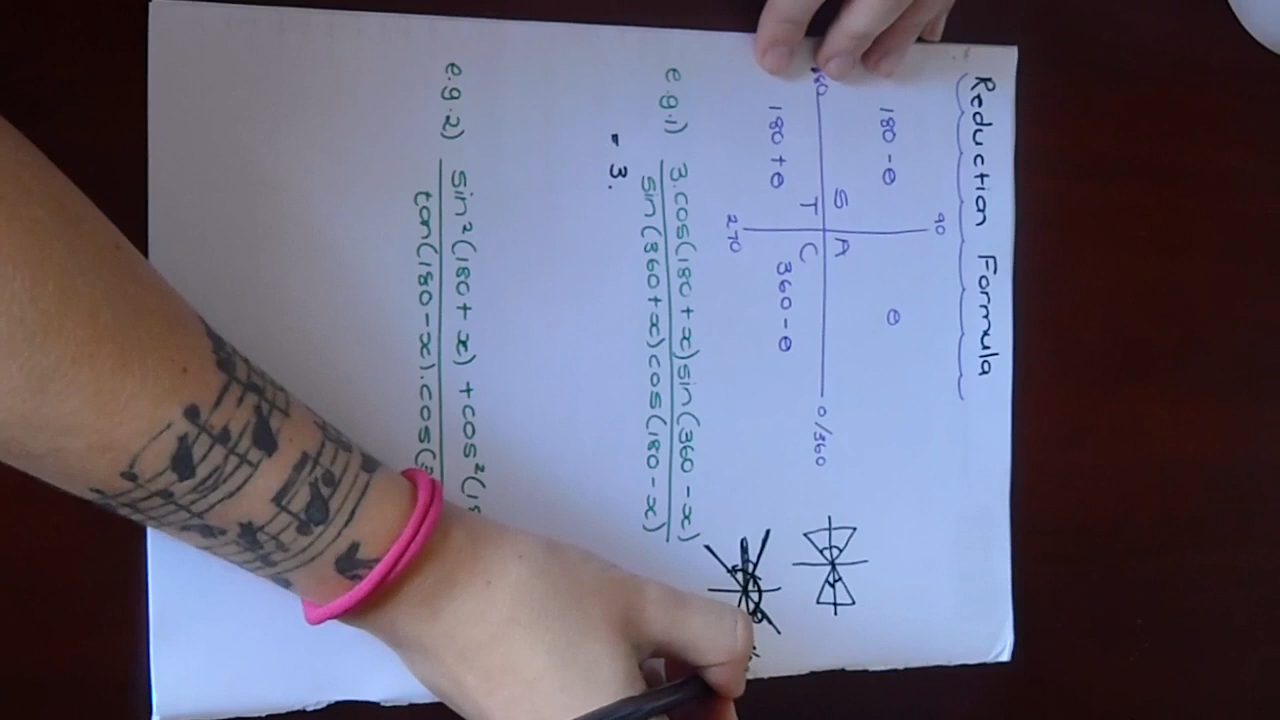 Reduction Formula
90
180 - θ
θ
S A
180 0/360
T C
180 + θ
360 - θ
270
e.g.1) 3.cos(180 + x)sin(360 - x)
sin(360 + x)cos(180 - x)
- 3.
e.g.2) sin²(180 + x) + cos²(18
tan(180 - x).cos(